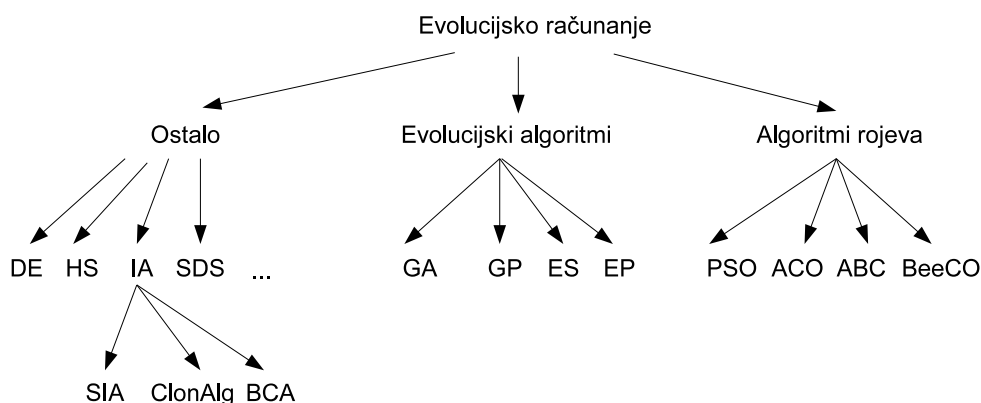 Evolucijsko računanje
Ostalo Evolucijski algoritmi Algoritmi rojeva
DE HS IA SDS ... GA GP ES EP PSO ACO ABC BeeCO
SIA ClonAlg BCA